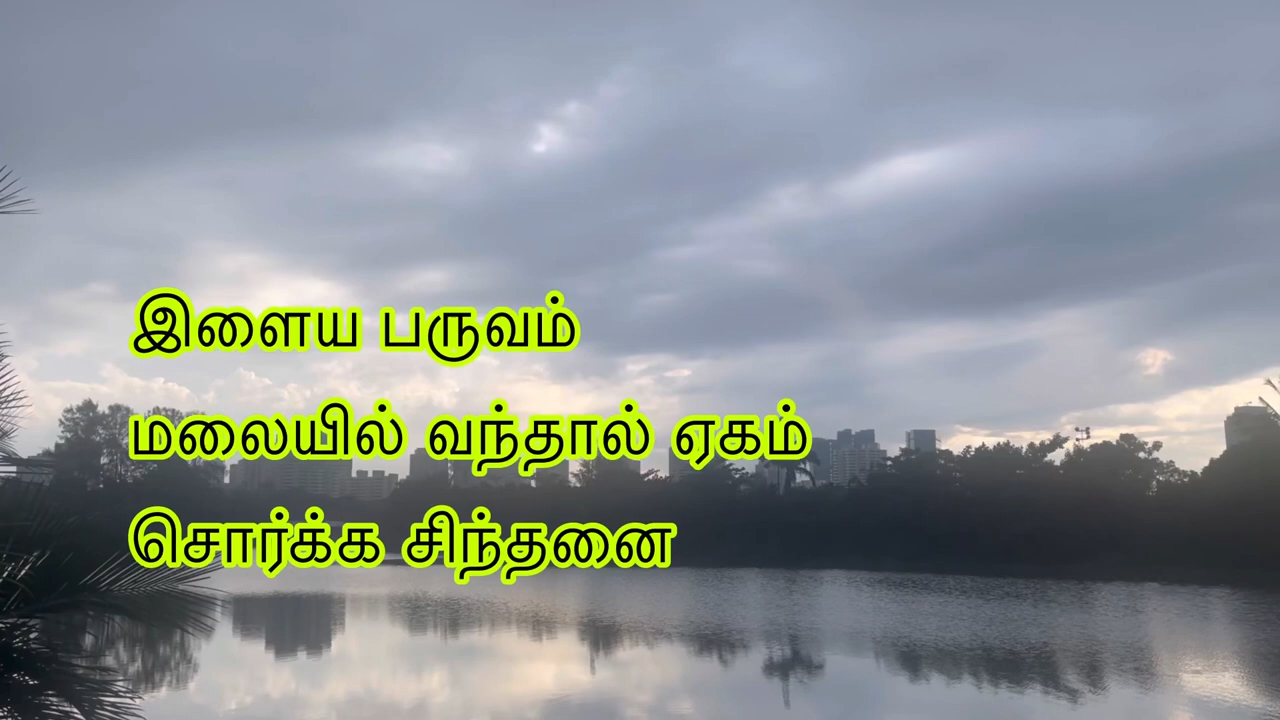 இளைய பருவம்
மலையில் வந்தால் ஏகம்
சொர்க்க சிந்தனை